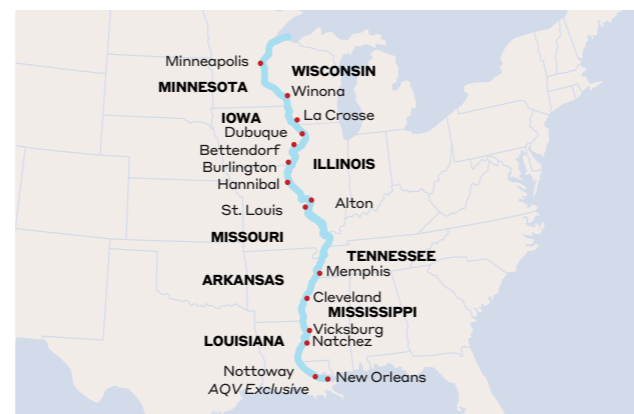 Minneapolis
WISCONSIN
MINNESOTA
Winona
IOWA
La Crosse
Dubuque
Bettendorf
Burlington
ILLINOIS
Hannibal
Alton
St. Louis
MISSOURI
TENNESSEE
Memphis
ARKANSAS
Cleveland
MISSISSIPPI
Vicksburg
LOUISIANA
Natchez
Nottoway
AQV Exclusive
New Orleans